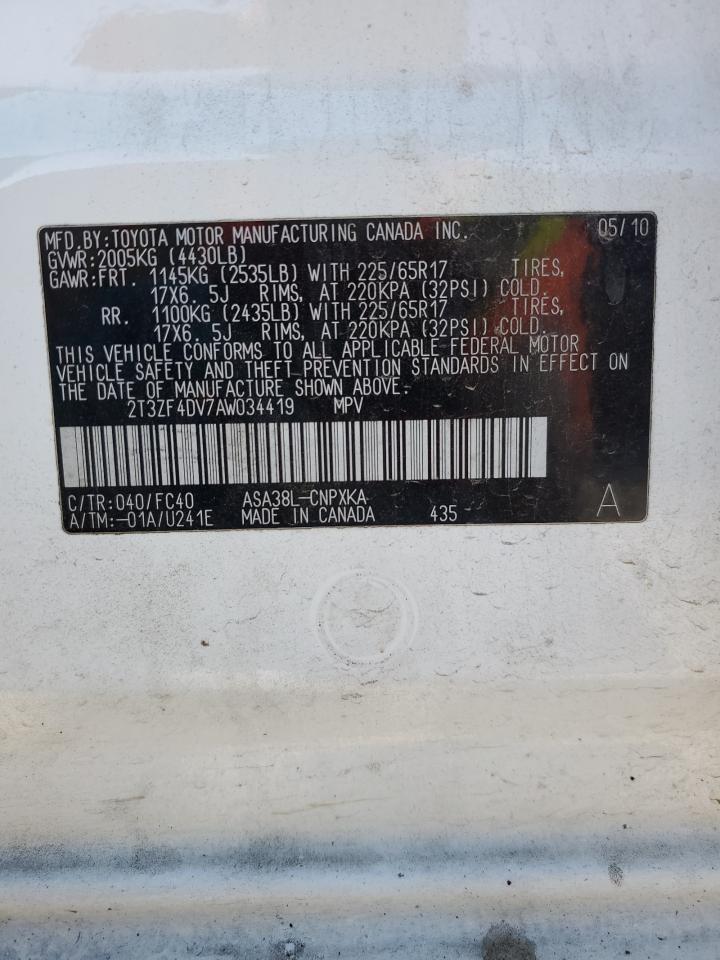 MFD.BY:TOYOTA MOTOR MANUFACTURING CANADA INC. 05/10
GVWR:2005KG (4430LB)
GAWR:FRT. 1145KG (2535LB) WITH 225/65R17 TIRES,
17X6. 5J RIMS, AT 220KPA (32PSI) COLD.
RR. 1100KG (2435LB) WITH 225/65R17 TIRES,
17X6. 5J RIMS, AT 220KPA (32PSI) COLD.
THIS VEHICLE CONFORMS TO ALL APPLICABLE FEDERAL MOTOR
VEHICLE SAFETY AND THEFT PREVENTION STANDARDS IN EFFECT ON
THE DATE OF MANUFACTURE SHOWN ABOVE.
2T3ZF4DV7AW034419 MPV
C/TR:040/FC40 ASA38L-CNPXKA
A/TM:-01A/U241E MADE IN CANADA 435 A